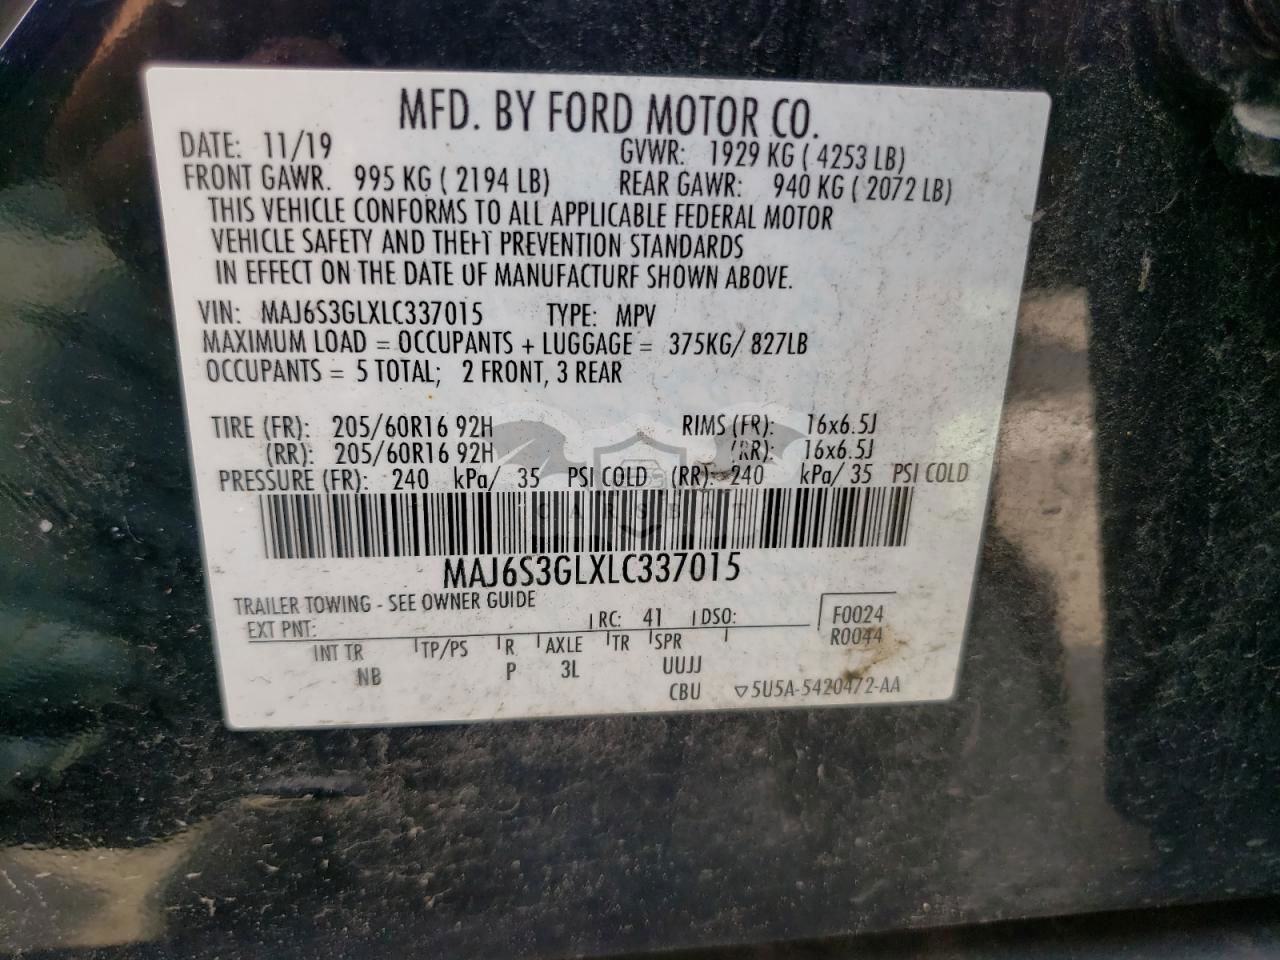 MFD. BY FORD MOTOR CO.
DATE: 11/19 GVWR: 1929 KG ( 4253 LB)
FRONT GAWR. 995 KG ( 2194 LB) REAR GAWR: 940 KG ( 2072 LB)
THIS VEHICLE CONFORMS TO ALL APPLICABLE FEDERAL MOTOR
VEHICLE SAFETY AND THEFT PREVENTION STANDARDS
IN EFFECT ON THE DATE OF MANUFACTURE SHOWN ABOVE.
VIN: MAJ6S3GLXLC337015 TYPE: MPV
MAXIMUM LOAD = OCCUPANTS + LUGGAGE = 375KG/ 827LB
OCCUPANTS = 5 TOTAL; 2 FRONT, 3 REAR
TIRE (FR): 205/60R16 92H RIMS (FR): 16x6.5J
(RR): 205/60R16 92H (RR): 16x6.5J
PRESSURE (FR): 240 kPa/ 35 PSI COLD (RR): 240 kPa/ 35 PSI COLD
MAJ6S3GLXLC337015
TRAILER TOWING - SEE OWNER GUIDE
EXT PNT: RC: 41 DSO: F0024
R0044
INT TR TP/PS R AXLE TR SPR
NB P 3L UUJJ
CBU ▽5U5A-5420472-AA